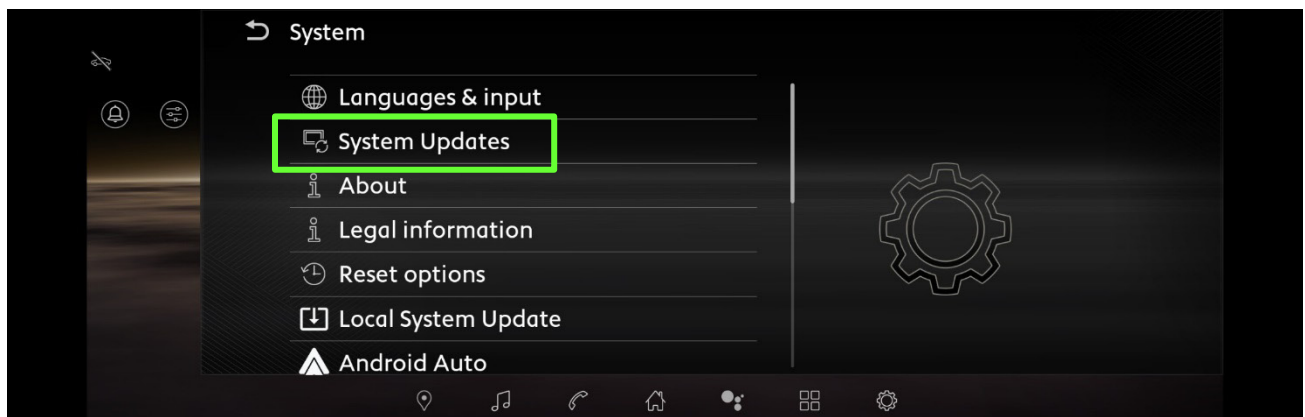 System
Languages & input
System Updates
About
Legal information
Reset options
Local System Update
Android Auto